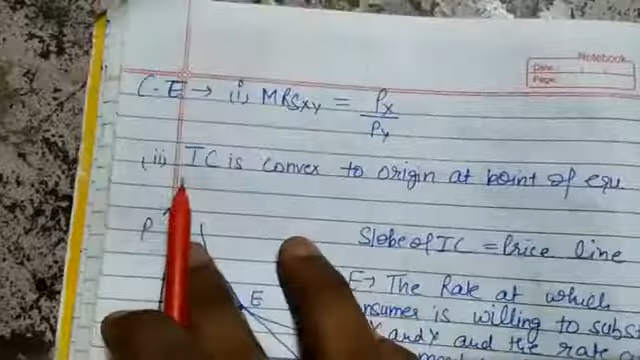 Notebook
Date
Page
C.E → (i) MRSxy = Px
Py
(ii) IC is convex to origin at point of equ
P
Slope of IC = Price line
E
E → The Rate at which
nsumer is willing to subst
X and Y and the rate a